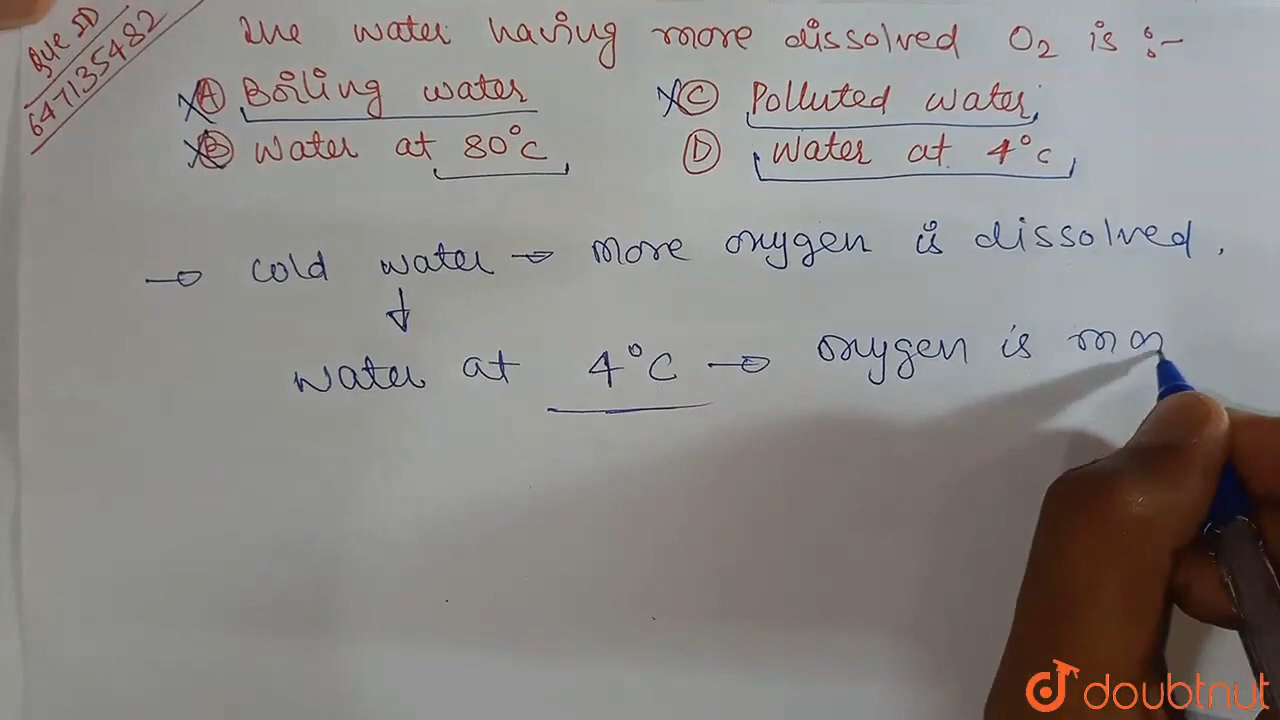 Que ID
647135482
The water having more dissolved O2 is :-
A Boiling water
C Polluted water
B Water at 80°C
D Water at 4°C
→ cold water → More oxygen is dissolved.
↓
Water at 4°C → oxygen is mor
doubtnut